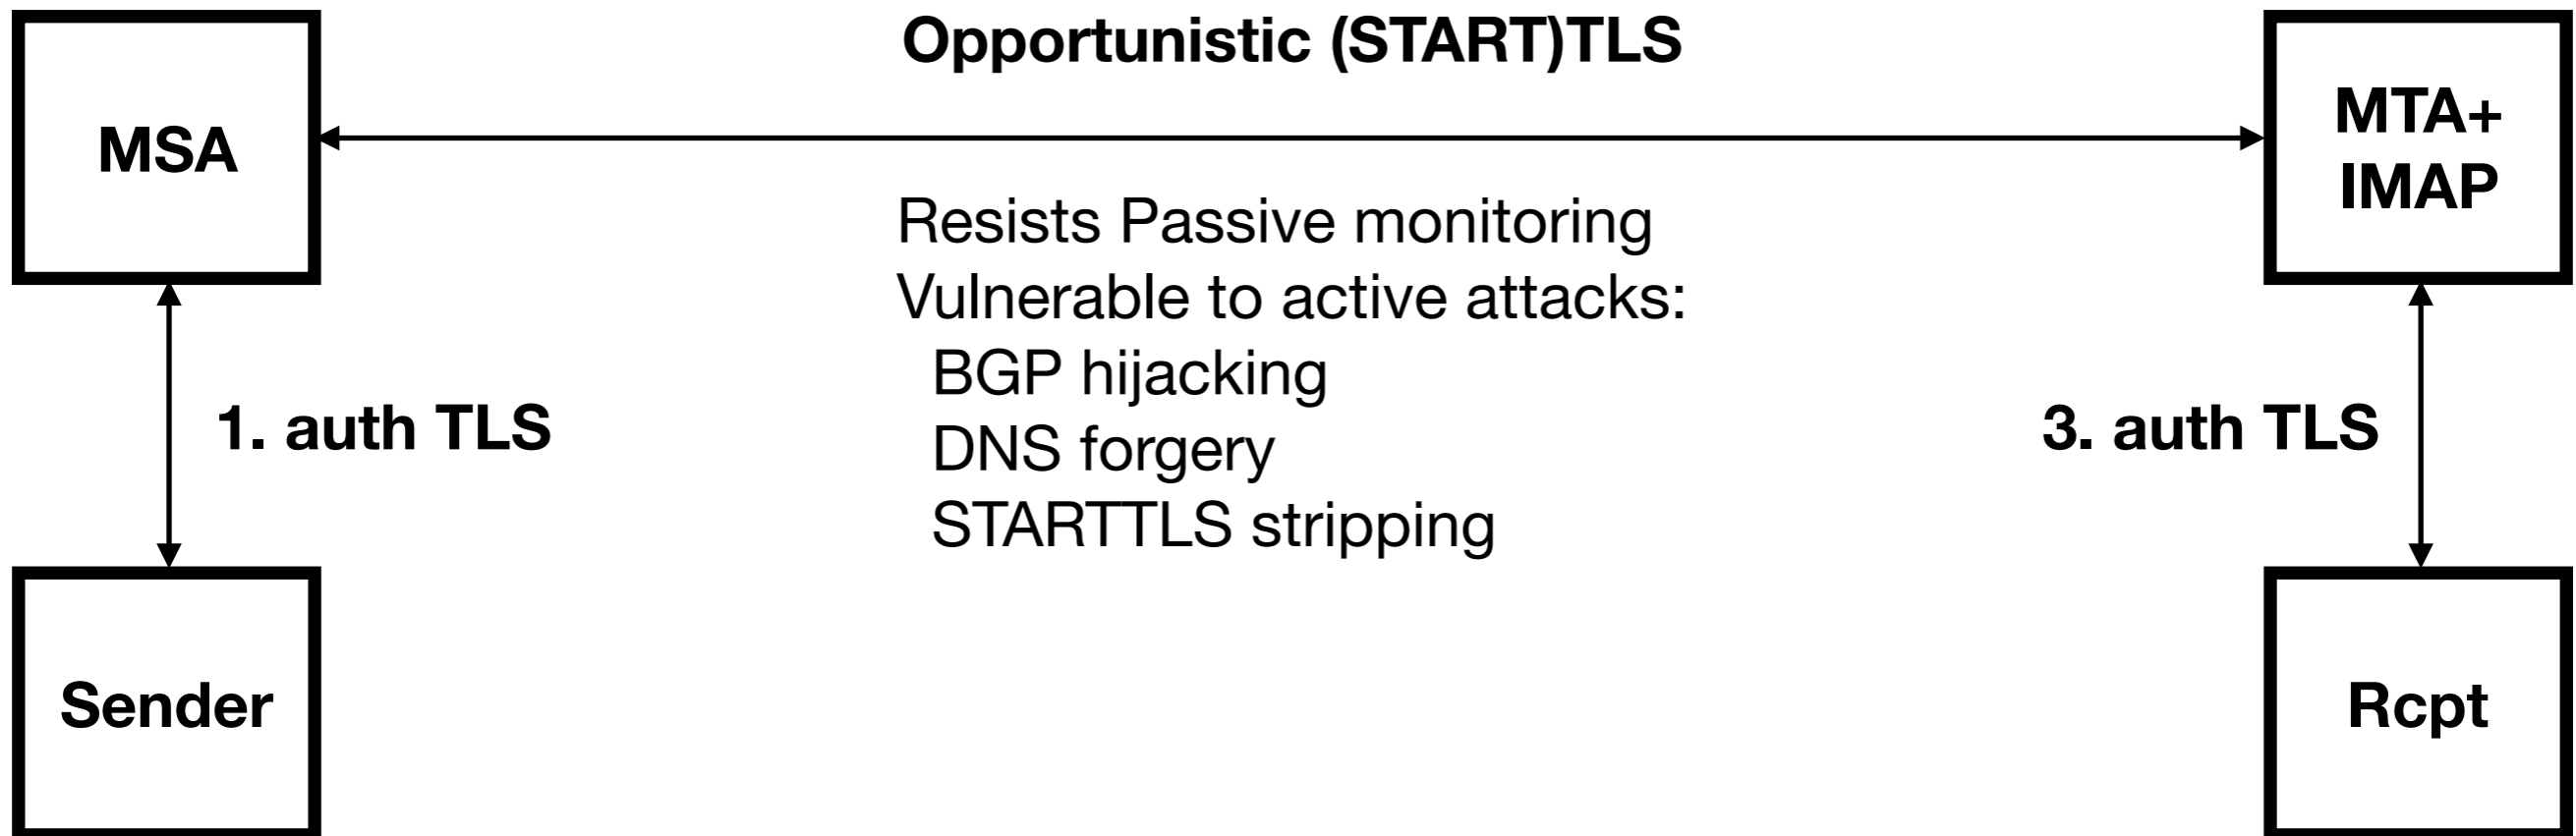 Opportunistic (START)TLS
MSA
MTA+
IMAP
Resists Passive monitoring
Vulnerable to active attacks:
BGP hijacking
DNS forgery
STARTTLS stripping
1. auth TLS
3. auth TLS
Sender
Rcpt